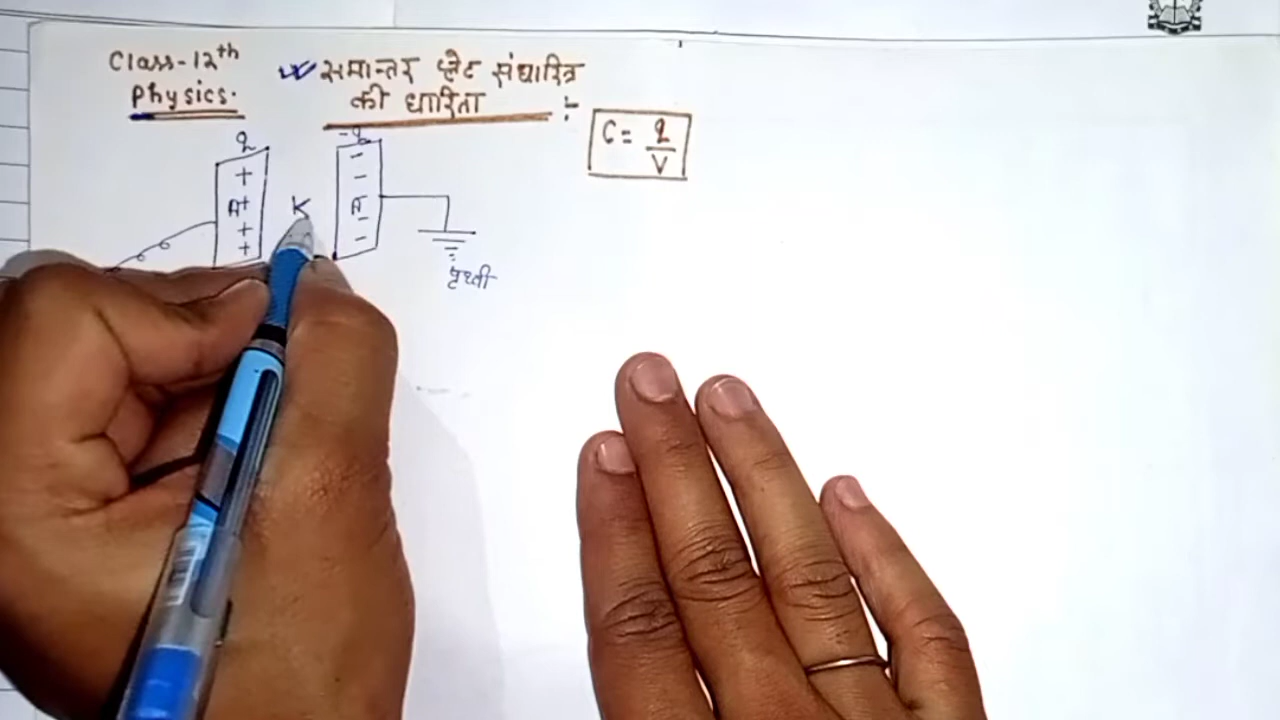 Class-12th
Physics.
समान्तर प्लेट संधारित्र
की धारिता :-
C = q/V
q
-q
+
A+
+
+
K
-
-
A
-
-
पृथ्वी